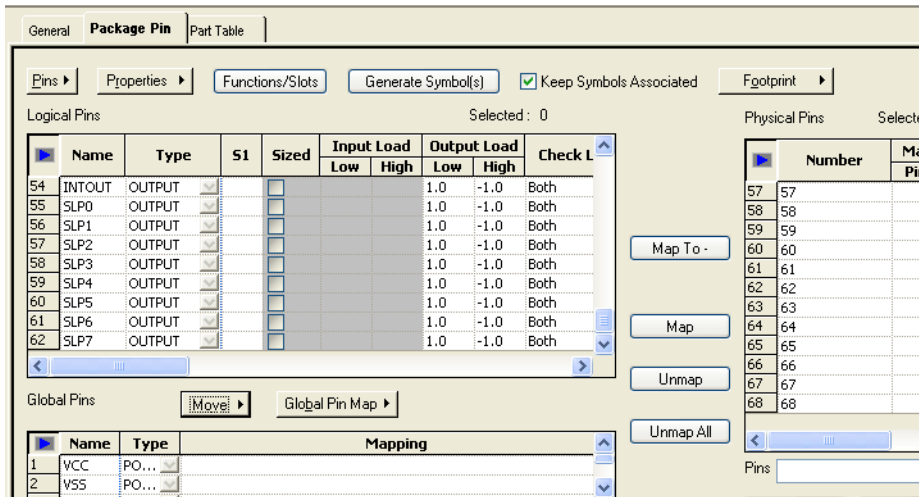 General Package Pin Part Table
Pins Properties Functions/Slots Generate Symbol(s) Keep Symbols Associated Footprint
Logical Pins Selected : 0
Name Type S1 Sized Input Load Output Load Check L
Low High Low High
54 INTOUT OUTPUT 1.0 -1.0 Both
55 SLP0 OUTPUT 1.0 -1.0 Both
56 SLP1 OUTPUT 1.0 -1.0 Both
57 SLP2 OUTPUT 1.0 -1.0 Both
58 SLP3 OUTPUT 1.0 -1.0 Both
59 SLP4 OUTPUT 1.0 -1.0 Both
60 SLP5 OUTPUT 1.0 -1.0 Both
61 SLP6 OUTPUT 1.0 -1.0 Both
62 SLP7 OUTPUT 1.0 -1.0 Both
Global Pins Move Global Pin Map
Name Type Mapping
1 VCC PO...
2 VSS PO...
Map To -
Map
Unmap
Unmap All
Physical Pins Selecte
Number Ma
Pi
57 57
58 58
59 59
60 60
61 61
62 62
63 63
64 64
65 65
66 66
67 67
68 68
Pins